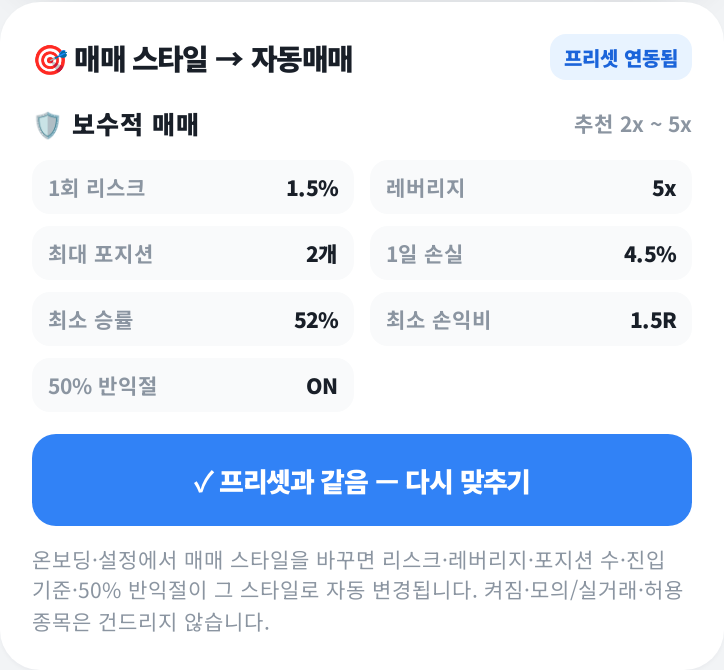 🎯 매매 스타일 → 자동매매
프리셋 연동됨
🛡️ 보수적 매매
추천 2x ~ 5x
1회 리스크 1.5%
레버리지 5x
최대 포지션 2개
1일 손실 4.5%
최소 승률 52%
최소 손익비 1.5R
50% 반익절 ON
✓ 프리셋과 같음 — 다시 맞추기
온보딩·설정에서 매매 스타일을 바꾸면 리스크·레버리지·포지션 수·진입
기준·50% 반익절이 그 스타일로 자동 변경됩니다. 켜짐·모의/실거래·허용
종목은 건드리지 않습니다.